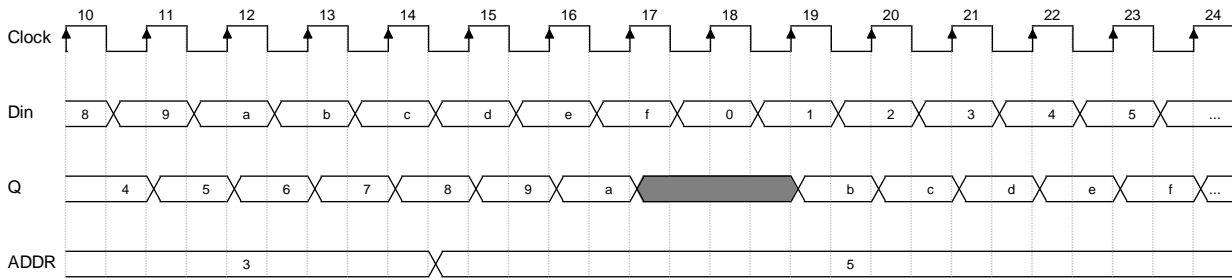 10 11 12 13 14 15 16 17 18 19 20 21 22 23 24
Clock
Din 8 9 a b c d e f 0 1 2 3 4 5 ...
Q 4 5 6 7 8 9 a b c d e f ...
ADDR 3 5